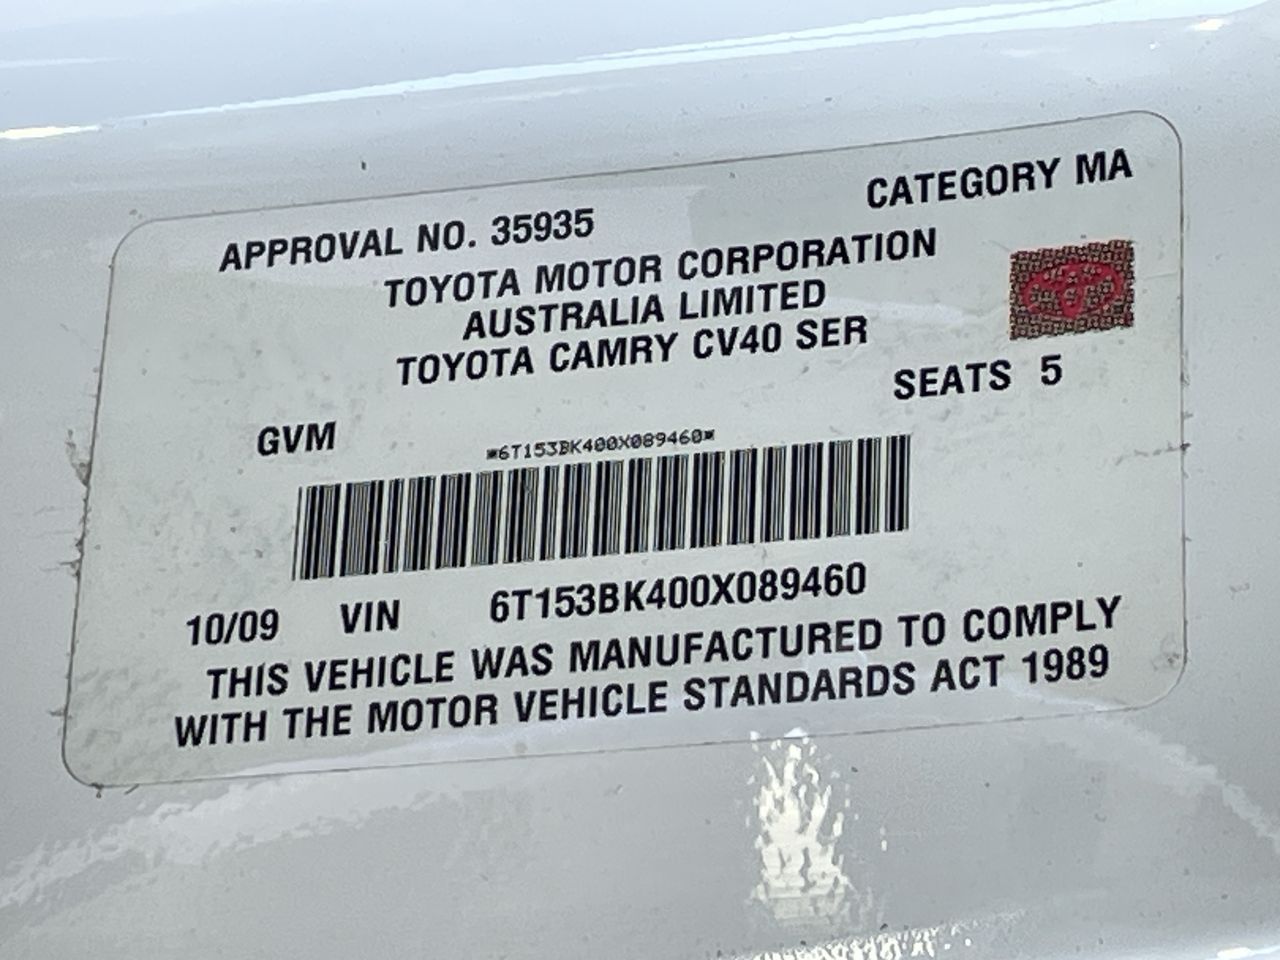 APPROVAL NO. 35935 CATEGORY MA
TOYOTA MOTOR CORPORATION
AUSTRALIA LIMITED
TOYOTA CAMRY CV40 SER
SEATS 5
GVM
*6T153BK400X089460*
10/09 VIN 6T153BK400X089460
THIS VEHICLE WAS MANUFACTURED TO COMPLY
WITH THE MOTOR VEHICLE STANDARDS ACT 1989